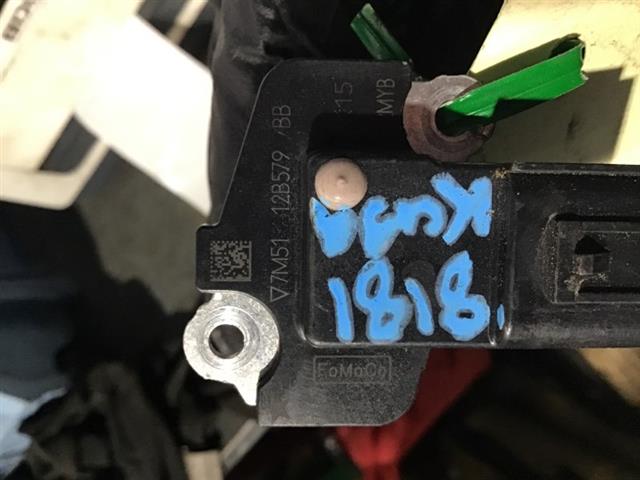 ▽7M51 12B579 /BB
:15
MYB
KUGA
1818.
FoMoCo